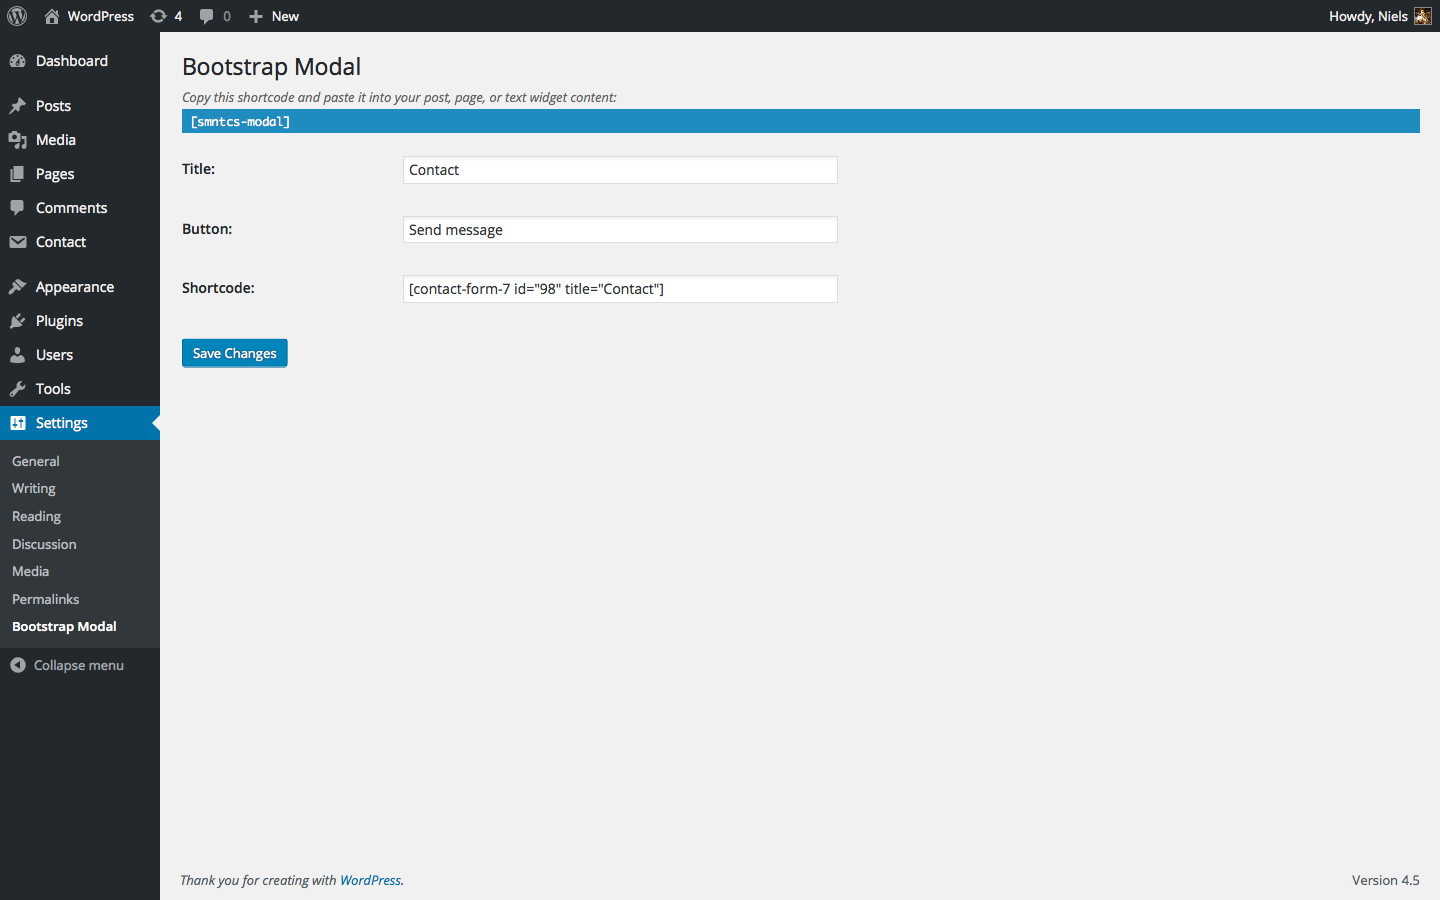 WordPress 4 0 New Howdy, Niels
Dashboard
Posts
Media
Pages
Comments
Contact
Appearance
Plugins
Users
Tools
Settings
General
Writing
Reading
Discussion
Media
Permalinks
Bootstrap Modal
Collapse menu
Bootstrap Modal
Copy this shortcode and paste it into your post, page, or text widget content:
[smntcs-modal]
Title: Contact
Button: Send message
Shortcode: [contact-form-7 id="98" title="Contact"]
Save Changes
Thank you for creating with WordPress. Version 4.5